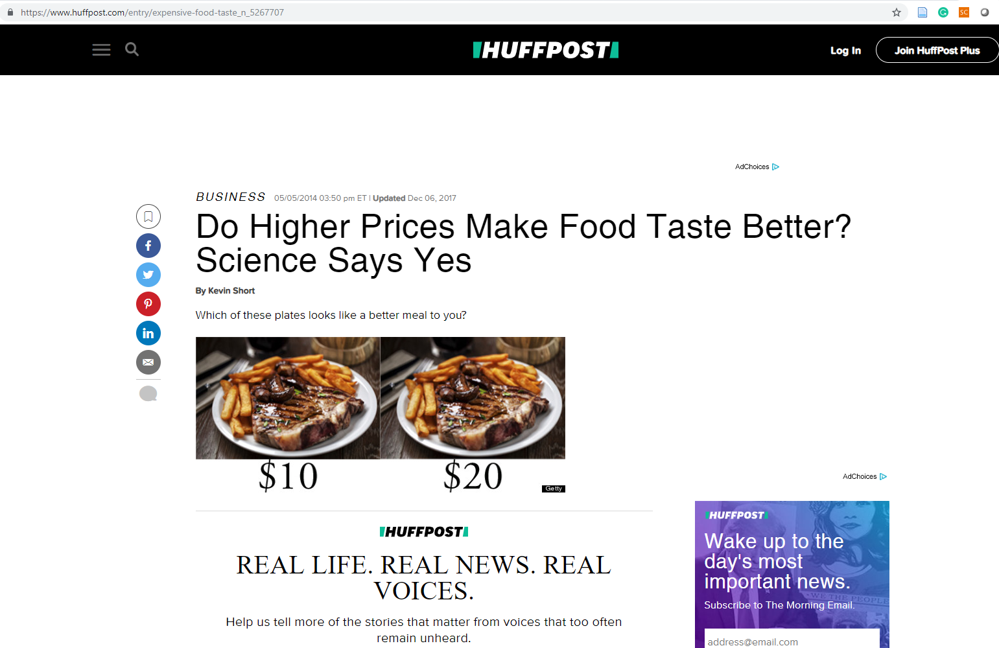 https://www.huffpost.com/entry/expensive-food-taste_n_5267707
SC
HUFFPOST
Log In
Join HuffPost Plus
AdChoices
BUSINESS 05/05/2014 03:50 pm ET | Updated Dec 06, 2017
Do Higher Prices Make Food Taste Better?
Science Says Yes
By Kevin Short
Which of these plates looks like a better meal to you?
$10
$20
Getty
AdChoices
HUFFPOST
REAL LIFE. REAL NEWS. REAL
VOICES.
Help us tell more of the stories that matter from voices that too often
remain unheard.
HUFFPOST
Wake up to the
day's most
important news.
WE THE PEOPLE
Subscribe to The Morning Email.
address@email.com